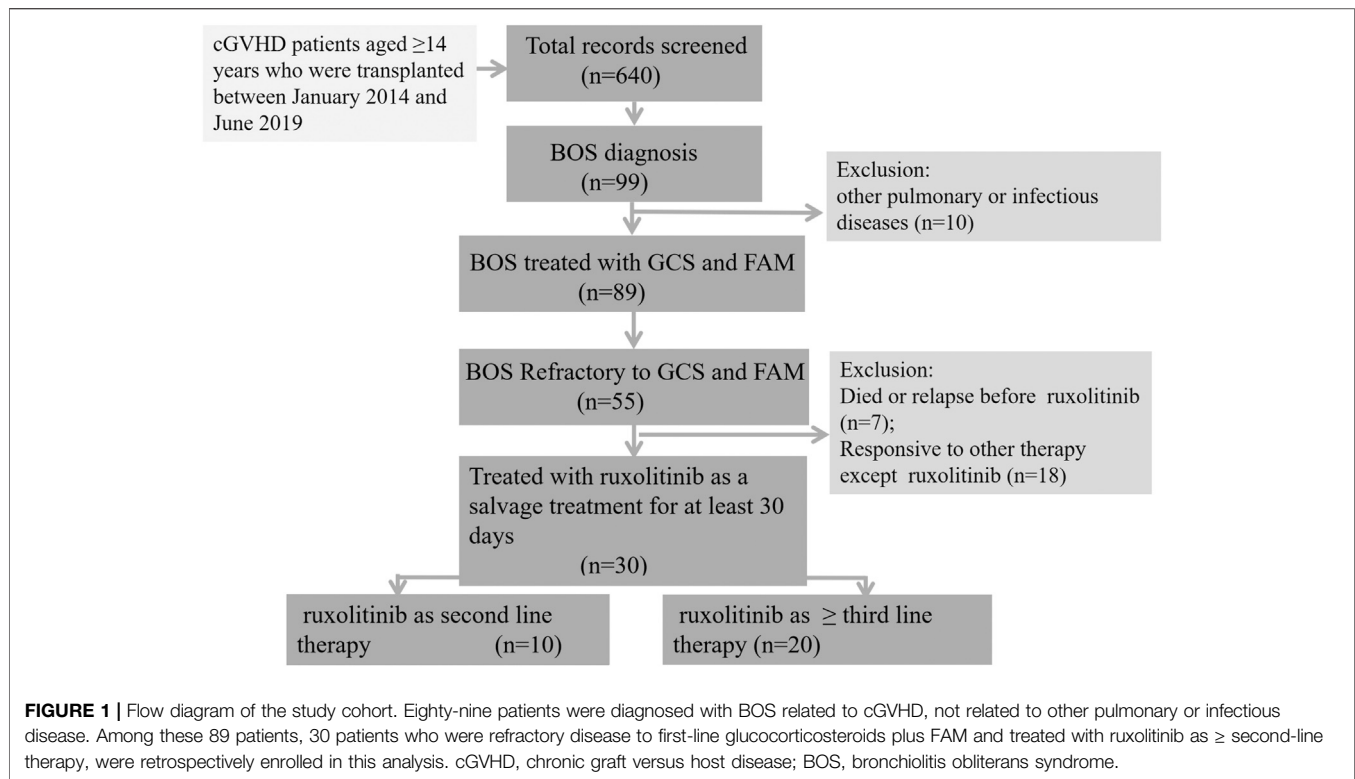 cGVHD patients aged ≥14
years who were transplanted
between January 2014 and
June 2019
Total records screened
(n=640)
BOS diagnosis
(n=99)
Exclusion:
other pulmonary or infectious
diseases (n=10)
BOS treated with GCS and FAM
(n=89)
BOS Refractory to GCS and FAM
(n=55)
Exclusion:
Died or relapse before ruxolitinib
(n=7);
Responsive to other therapy
except ruxolitinib (n=18)
Treated with ruxolitinib as a
salvage treatment for at least 30
days
(n=30)
ruxolitinib as second line
therapy (n=10)
ruxolitinib as ≥ third line
therapy (n=20)
FIGURE 1 | Flow diagram of the study cohort. Eighty-nine patients were diagnosed with BOS related to cGVHD, not related to other pulmonary or infectious
disease. Among these 89 patients, 30 patients who were refractory disease to first-line glucocorticosteroids plus FAM and treated with ruxolitinib as ≥ second-line
therapy, were retrospectively enrolled in this analysis. cGVHD, chronic graft versus host disease; BOS, bronchiolitis obliterans syndrome.